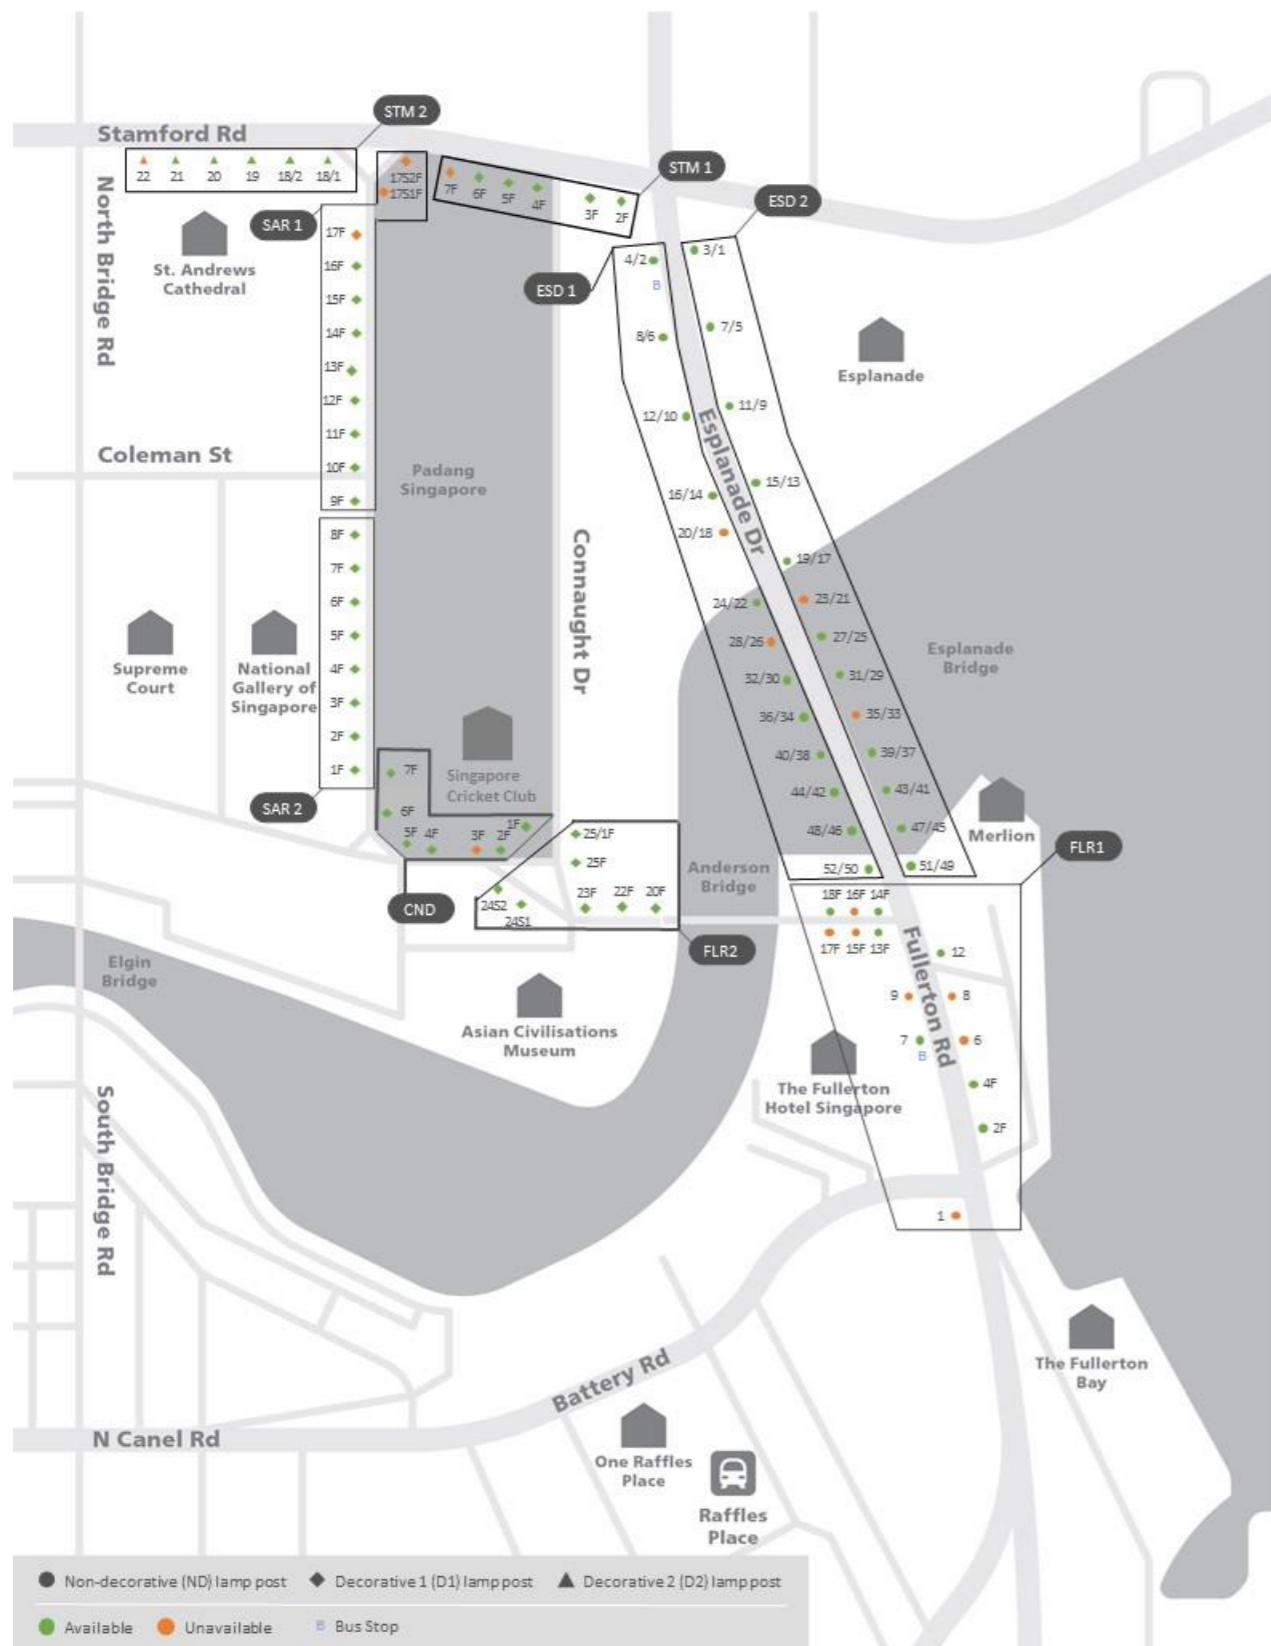 STM 2
Stamford Rd
22 21 20 19 18/2 18/1
17S2F
17S1F
7F 6F 5F 4F 3F 2F
STM 1
ESD 2
North Bridge Rd
SAR 1
St. Andrews
Cathedral
17F
16F
15F
14F
13F
12F
11F
10F
9F
ESD 1
4/2
B
8/6
12/10
16/14
20/18
24/22
28/26
32/30
36/34
40/38
44/42
48/46
52/50
3/1
7/5
11/9
15/13
19/17
23/21
27/25
31/29
35/33
39/37
43/41
47/45
51/49
Esplanade
Esplanade Dr
Coleman St
Padang
Singapore
Connaught Dr
8F
7F
6F
5F
4F
3F
2F
1F
Supreme
Court
National
Gallery of
Singapore
Esplanade
Bridge
Singapore
Cricket Club
SAR 2
7F
6F
5F 4F 3F 2F 1F
CND
25/1F
25F
23F 22F 20F
24S2
24S1
FLR2
Anderson
Bridge
Merlion
FLR1
18F 16F 14F
17F 15F 13F
12
9 8
7 6
B
4F
2F
1
Fullerton Rd
Elgin
Bridge
Asian Civilisations
Museum
The Fullerton
Hotel Singapore
South Bridge Rd
The Fullerton
Bay
Battery Rd
N Canel Rd
One Raffles
Place
Raffles
Place
Non-decorative (ND) lamp post Decorative 1 (D1) lamp post Decorative 2 (D2) lamp post
Available Unavailable B Bus Stop